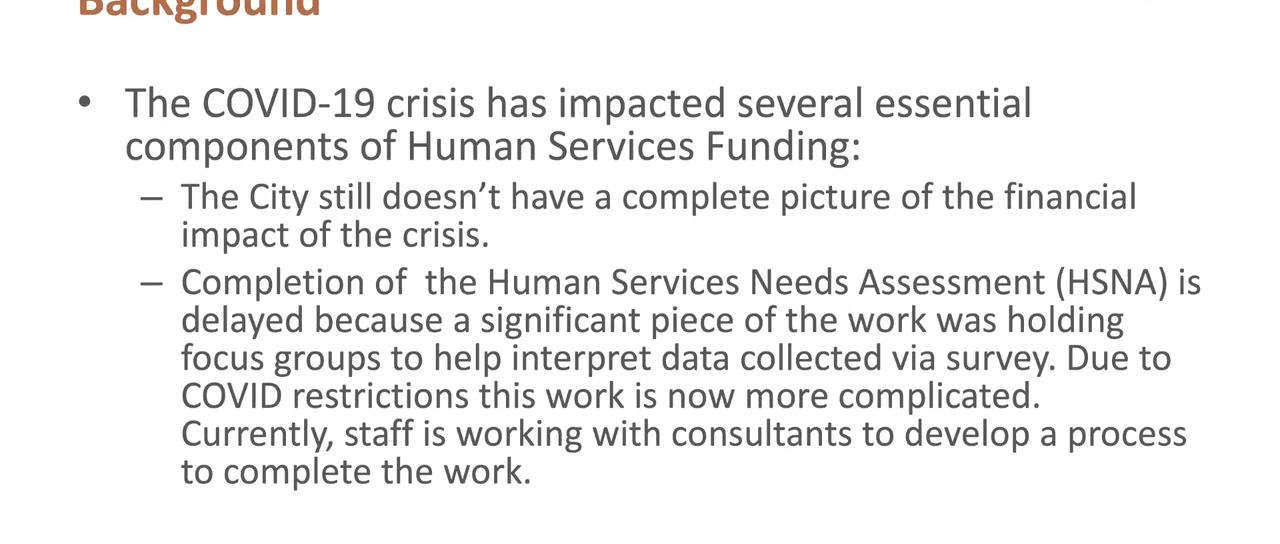 Background
• The COVID-19 crisis has impacted several essential
components of Human Services Funding:
– The City still doesn’t have a complete picture of the financial
impact of the crisis.
– Completion of  the Human Services Needs Assessment (HSNA) is
delayed because a significant piece of the work was holding
focus groups to help interpret data collected via survey. Due to
COVID restrictions this work is now more complicated.
Currently, staff is working with consultants to develop a process
to complete the work.